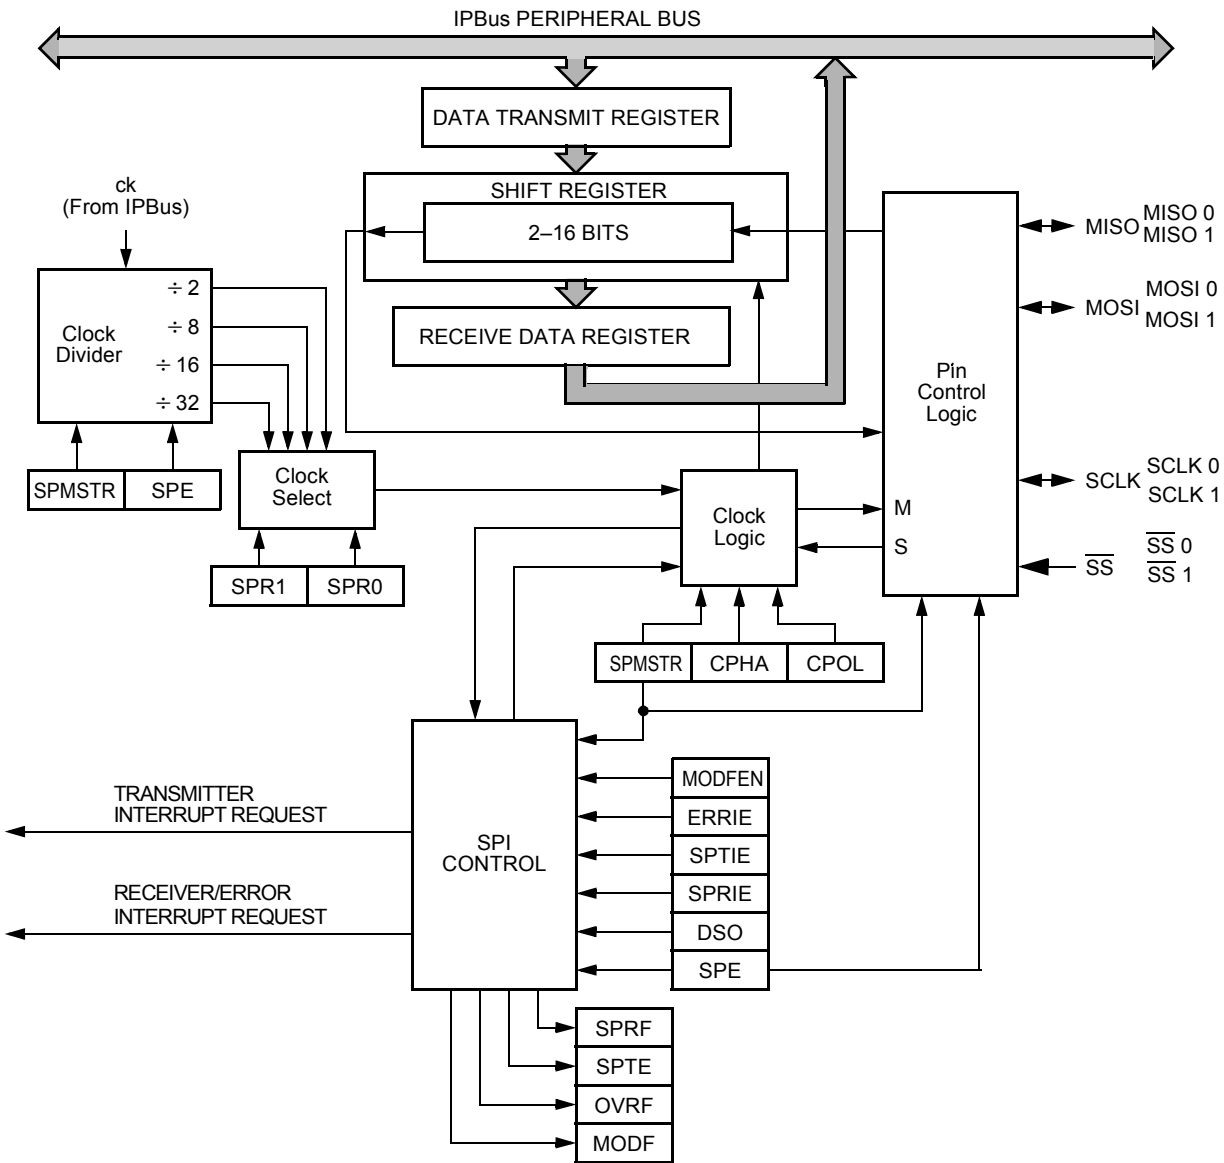 IPBus PERIPHERAL BUS
DATA TRANSMIT REGISTER
SHIFT REGISTER
2–16 BITS
RECEIVE DATA REGISTER
ck
(From IPBus)
Clock
Divider
÷ 2
÷ 8
÷ 16
÷ 32
SPMSTR
SPE
Clock
Select
SPR1
SPR0
Clock
Logic
Pin
Control
Logic
M
S
MISO
MISO 0
MISO 1
MOSI
MOSI 0
MOSI 1
SCLK
SCLK 0
SCLK 1
S̅S̅
S̅S̅ 0
S̅S̅ 1
SPMSTR
CPHA
CPOL
SPI
CONTROL
MODFEN
ERRIE
SPTIE
SPRIE
DSO
SPE
TRANSMITTER
INTERRUPT REQUEST
RECEIVER/ERROR
INTERRUPT REQUEST
SPRF
SPTE
OVRF
MODF